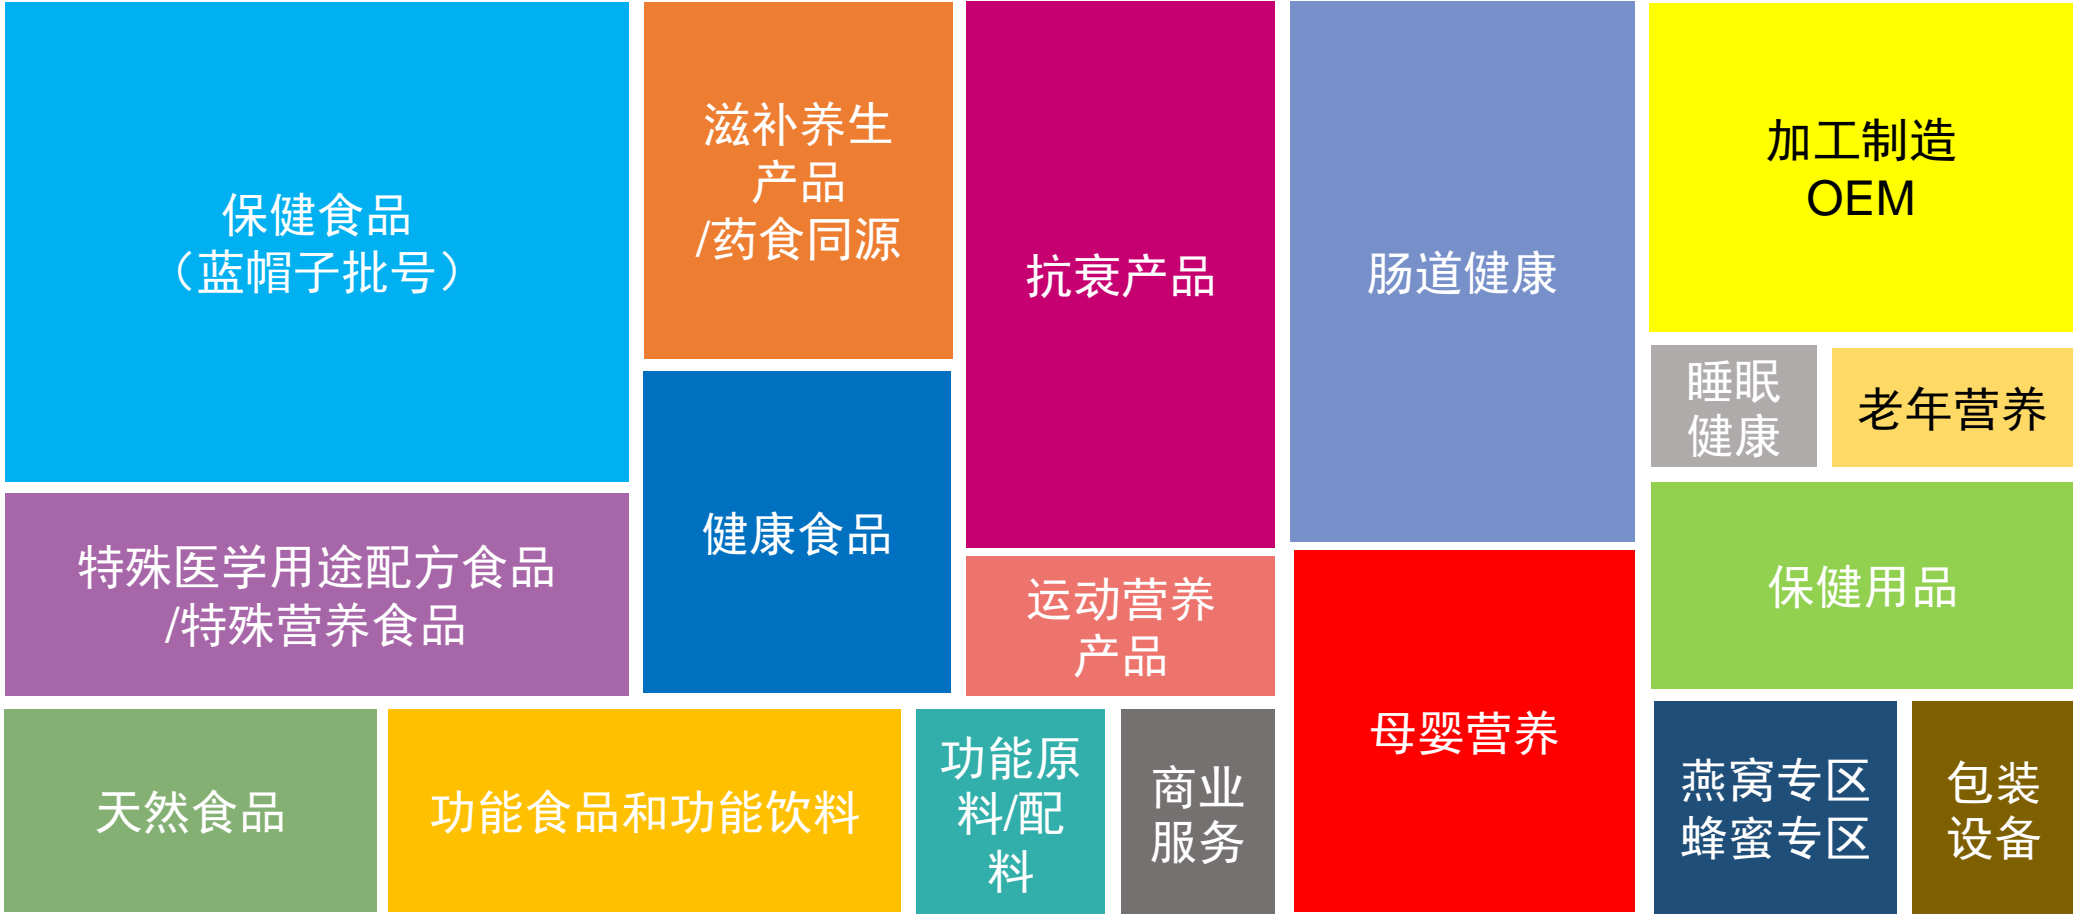 保健食品
（蓝帽子批号）
滋补养生
产品
/药食同源
抗衰产品
肠道健康
加工制造
OEM
睡眠
健康
老年营养
特殊医学用途配方食品
/特殊营养食品
健康食品
运动营养
产品
母婴营养
保健用品
天然食品
功能食品和功能饮料
功能原
料/配
料
商业
服务
燕窝专区
蜂蜜专区
包装
设备